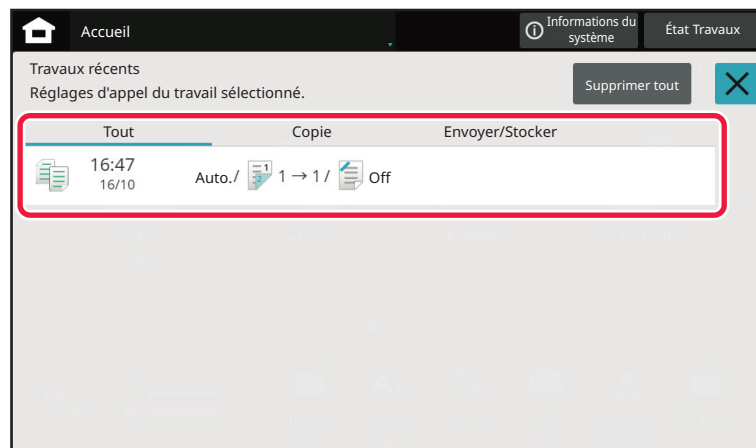 Accueil
Informations du
système
État Travaux
Travaux récents
Réglages d'appel du travail sélectionné.
Supprimer tout
Tout Copie Envoyer/Stocker
16:47
16/10
Auto./ 1 → 1 / Off